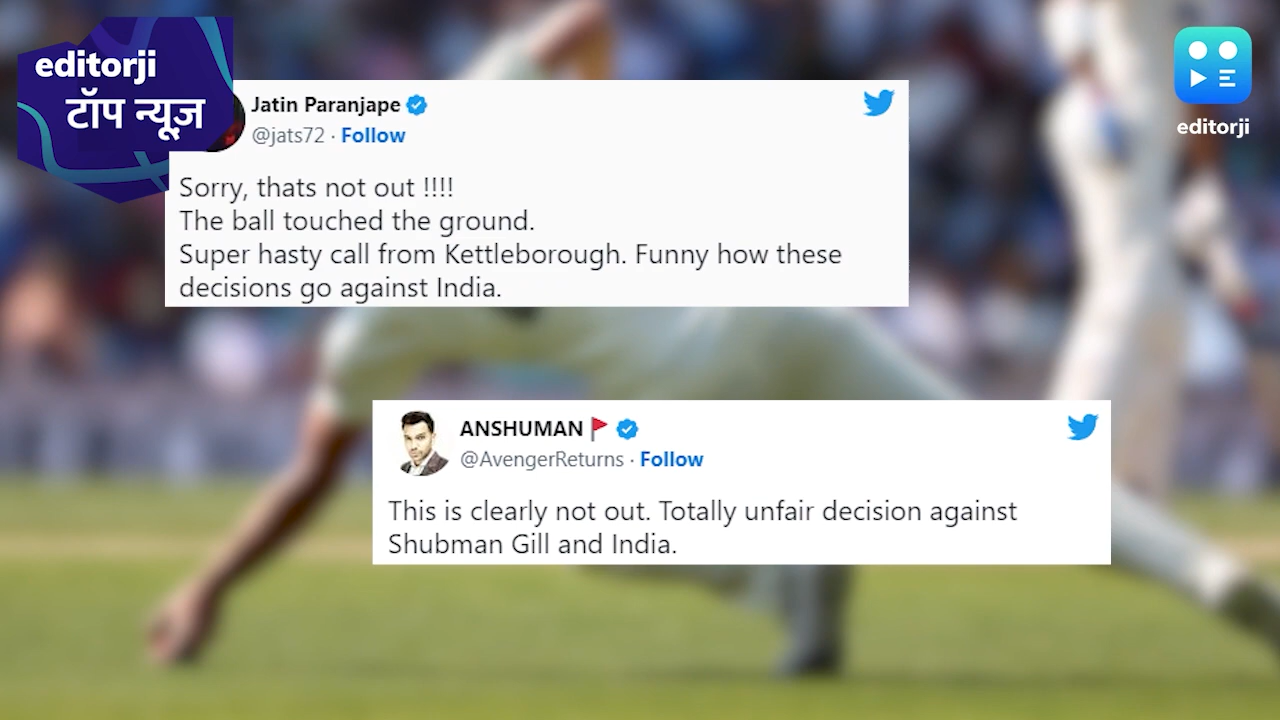 editorji
टॉप न्यूज़
editorji
Jatin Paranjape
@jats72 · Follow
Sorry, thats not out !!!!
The ball touched the ground.
Super hasty call from Kettleborough. Funny how these
decisions go against India.
ANSHUMAN
@AvengerReturns · Follow
This is clearly not out. Totally unfair decision against
Shubman Gill and India.